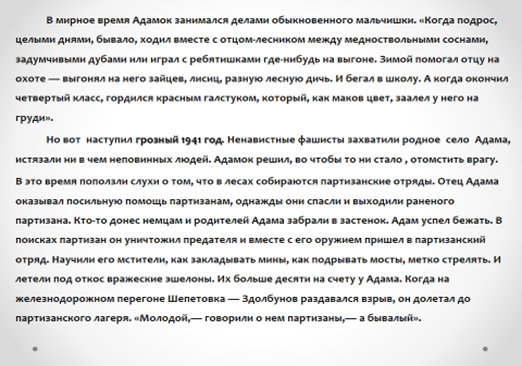 В мирное время Адамок занимался делами обыкновенного мальчишки. «Когда подрос,
целыми днями, бывало, ходил вместе с отцом-лесником между медноствольными соснами,
задумчивыми дубами или играл с ребятишками где-нибудь на выгоне. Зимой помогал отцу на
охоте — выгонял на него зайцев, лисиц, разную лесную дичь. И бегал в школу. А когда окончил
четвертый класс, гордился красным галстуком, который, как маков цвет, заалел у него на
груди».
Но вот наступил грозный 1941 год. Ненавистные фашисты захватили родное село Адама,
истязали ни в чем неповинных людей. Адамок решил, во чтобы то ни стало , отомстить врагу.
В это время поползли слухи о том, что в лесах собираются партизанские отряды. Отец Адама
оказывал посильную помощь партизанам, однажды они спасли и выходили раненого
партизана. Кто-то донес немцам и родителей Адама забрали в застенок. Адам успел бежать. В
поисках партизан он уничтожил предателя и вместе с его оружием пришел в партизанский
отряд. Научили его мстители, как закладывать мины, как подрывать мосты, метко стрелять. И
летели под откос вражеские эшелоны. Их больше десяти на счету у Адама. Когда на
железнодорожном перегоне Шепетовка — Здолбунов раздавался взрыв, он долетал до
партизанского лагеря. «Молодой,— говорили о нем партизаны,— а бывалый».